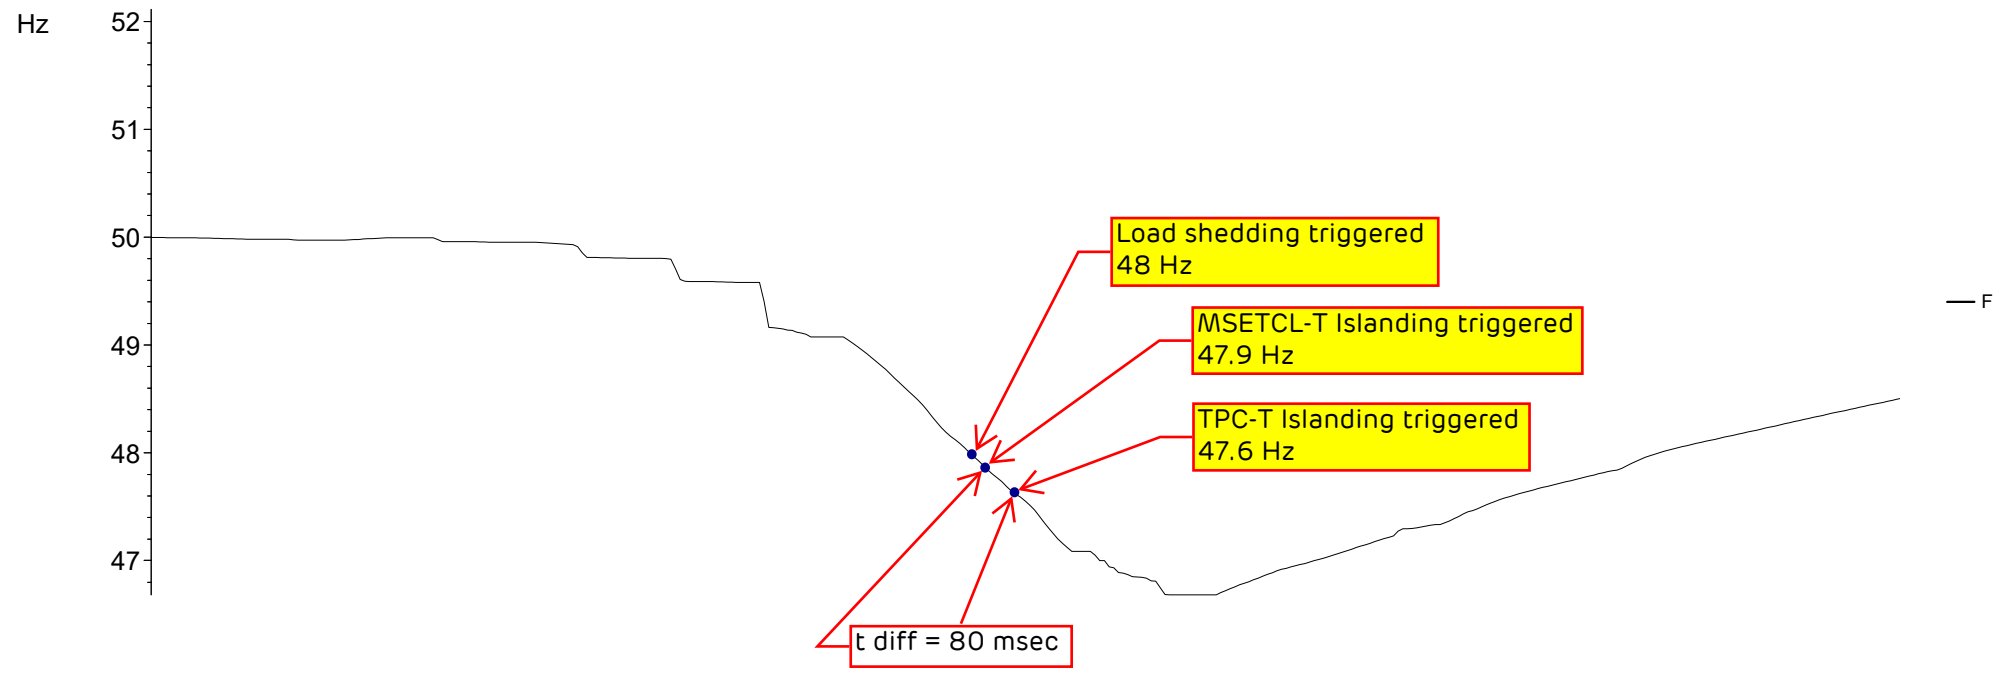 Hz
52
51
50
49
48
47
Load shedding triggered
48 Hz
MSETCL-T Islanding triggered
47.9 Hz
TPC-T Islanding triggered
47.6 Hz
t diff = 80 msec
F